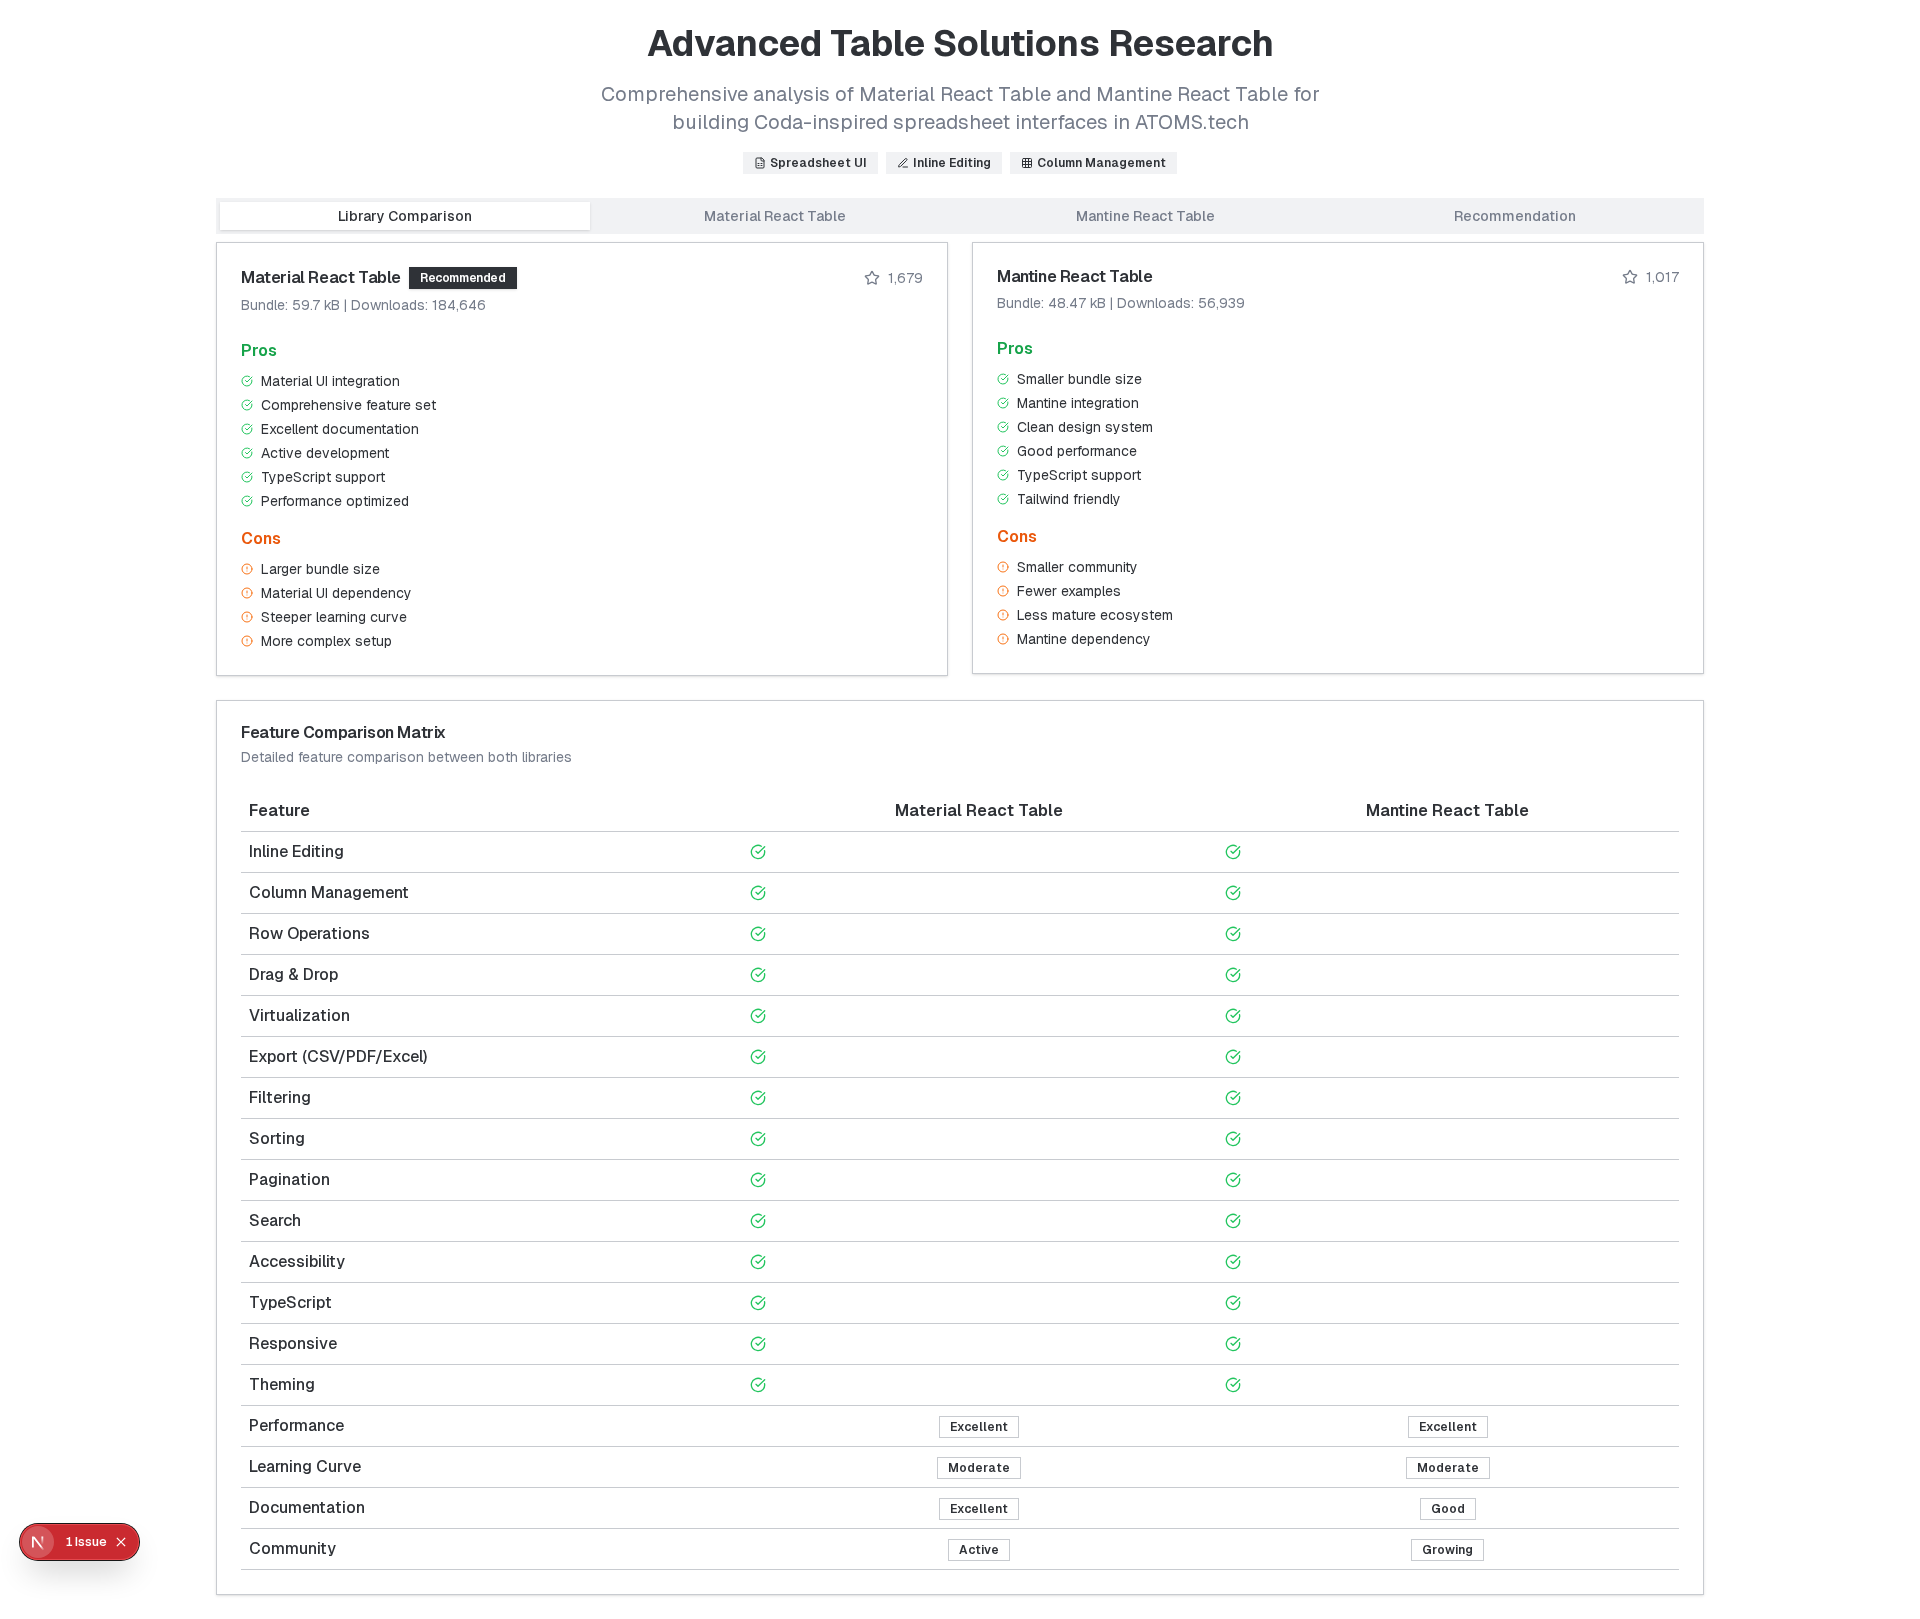 Advanced Table Solutions Research
Comprehensive analysis of Material React Table and Mantine React Table for
building Coda-inspired spreadsheet interfaces in ATOMS.tech
Spreadsheet UI
Inline Editing
Column Management
Library Comparison
Material React Table
Mantine React Table
Recommendation
Material React Table
Recommended
1,679
Bundle: 59.7 kB | Downloads: 184,646
Pros
Material UI integration
Comprehensive feature set
Excellent documentation
Active development
TypeScript support
Performance optimized
Cons
Larger bundle size
Material UI dependency
Steeper learning curve
More complex setup
Mantine React Table
1,017
Bundle: 48.47 kB | Downloads: 56,939
Pros
Smaller bundle size
Mantine integration
Clean design system
Good performance
TypeScript support
Tailwind friendly
Cons
Smaller community
Fewer examples
Less mature ecosystem
Mantine dependency
Feature Comparison Matrix
Detailed feature comparison between both libraries
Feature Material React Table Mantine React Table
Inline Editing
Column Management
Row Operations
Drag & Drop
Virtualization
Export (CSV/PDF/Excel)
Filtering
Sorting
Pagination
Search
Accessibility
TypeScript
Responsive
Theming
Performance Excellent Excellent
Learning Curve Moderate Moderate
Documentation Excellent Good
Community Active Growing
N 1 Issue